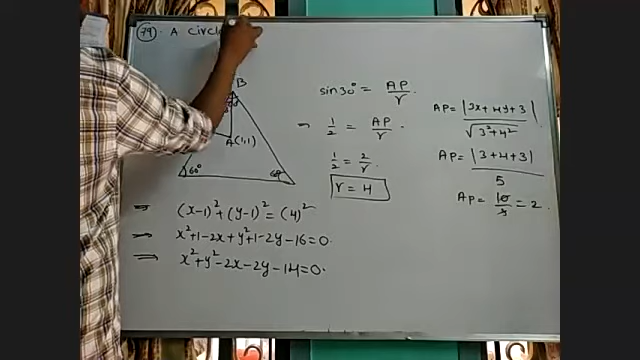 (79). A circle
B
A(1,1)
60°
60°
sin30° = AP/r
⇒ 1/2 = AP/r.
1/2 = 2/r
r = 4
AP = |3x+4y+3| / √3²+4²
AP = |3+4+3| / 5
AP = 10/5 = 2
⇒ (x-1)²+(y-1)² = (4)²
⇒ x²+1-2x+y²+1-2y-16=0.
⇒ x²+y²-2x-2y-14=0.